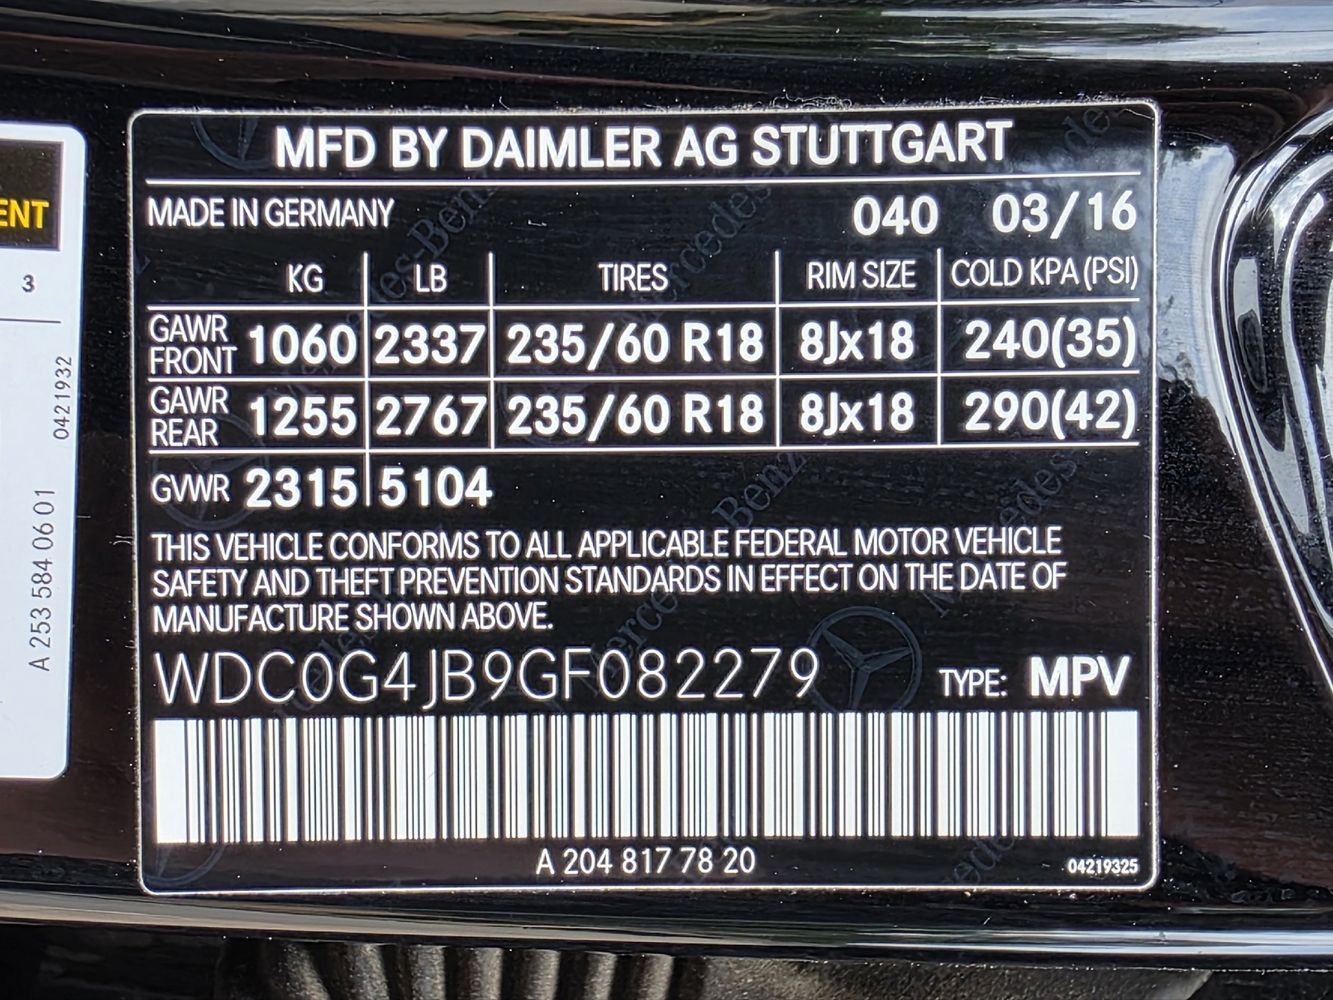 ENT
3
0421932
A 253 584 06 01
MFD BY DAIMLER AG STUTTGART
MADE IN GERMANY 040 03/16
KG LB TIRES RIM SIZE COLD KPA (PSI)
GAWR FRONT 1060 2337 235/60 R18 8Jx18 240(35)
GAWR REAR 1255 2767 235/60 R18 8Jx18 290(42)
GVWR 2315 5104
THIS VEHICLE CONFORMS TO ALL APPLICABLE FEDERAL MOTOR VEHICLE
SAFETY AND THEFT PREVENTION STANDARDS IN EFFECT ON THE DATE OF
MANUFACTURE SHOWN ABOVE.
WDC0G4JB9GF082279 TYPE: MPV
A 204 817 78 20 04219325
Mercedes-Benz